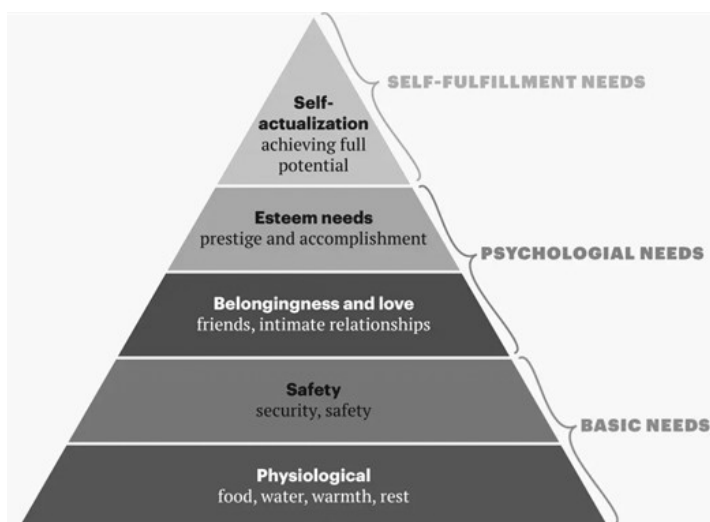 SELF-FULFILLMENT NEEDS
Self-
actualization
achieving full
potential
Esteem needs
prestige and accomplishment
PSYCHOLOGIAL NEEDS
Belongingness and love
friends, intimate relationships
Safety
security, safety
BASIC NEEDS
Physiological
food, water, warmth, rest